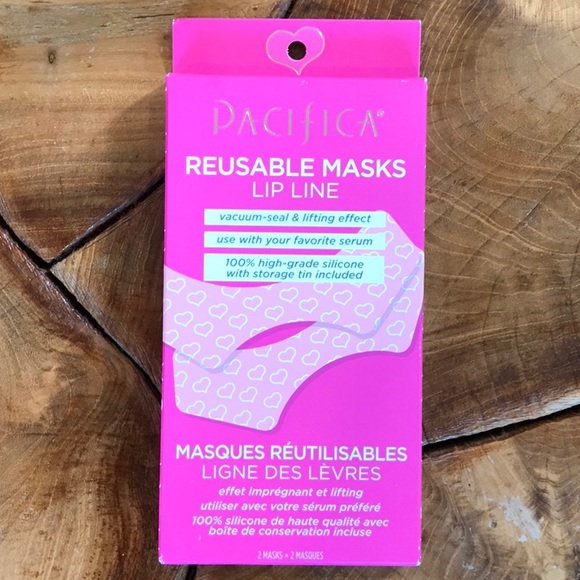 PACIFICA
REUSABLE MASKS
LIP LINE
vacuum-seal & lifting effect
use with your favorite serum
100% high-grade silicone
with storage tin included
MASQUES RÉUTILISABLES
LIGNE DES LÈVRES
effet imprégnant et lifting
utiliser avec votre sérum préféré
100% silicone de haute qualité avec
boîte de conservation incluse
2 MASKS • 2 MASQUES